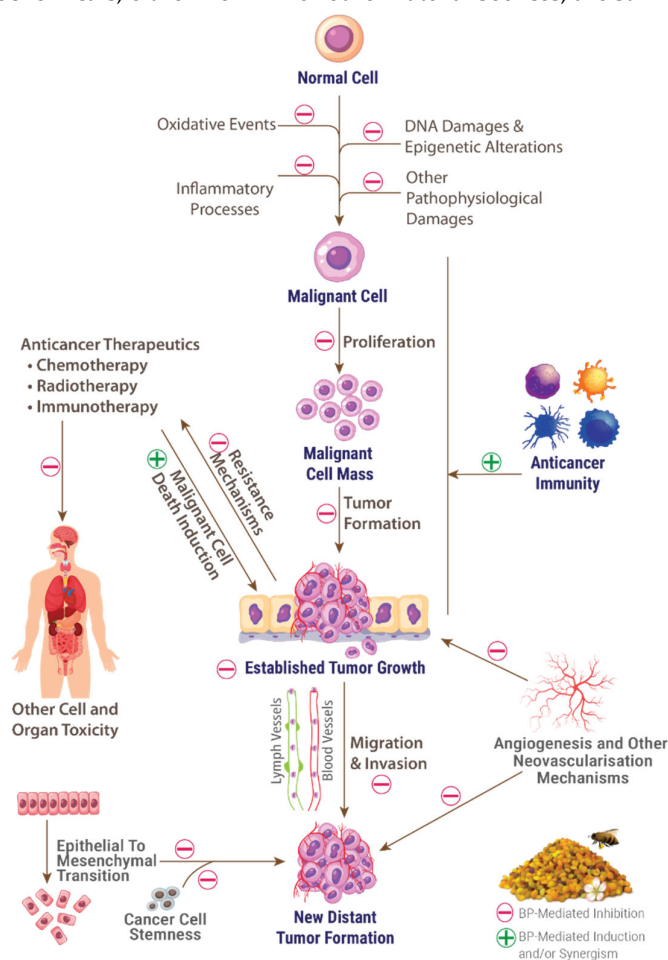 Normal Cell
Oxidative Events
DNA Damages &
Epigenetic Alterations
Inflammatory
Processes
Other
Pathophysiological
Damages
Malignant Cell
Proliferation
Anticancer Therapeutics
• Chemotherapy
• Radiotherapy
• Immunotherapy
Malignant
Cell Mass
Anticancer
Immunity
Resistance
Mechanisms
Malignant Cell
Death Induction
Tumor
Formation
Established Tumor Growth
Other Cell and
Organ Toxicity
Lymph Vessels
Blood Vessels
Migration
& Invasion
Angiogenesis and Other
Neovascularisation
Mechanisms
Epithelial To
Mesenchymal
Transition
Cancer Cell
Stemness
New Distant
Tumor Formation
BP-Mediated Inhibition
BP-Mediated Induction
and/or Synergism